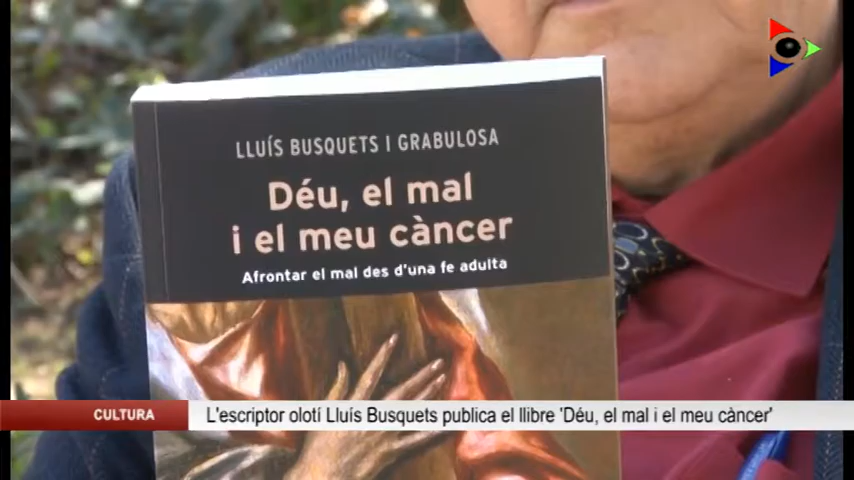 LLUÍS BUSQUETS I GRABULOSA
Déu, el mal
i el meu càncer
Afrontar el mal des d'una fe adulta
CULTURA
L'escriptor olotí Lluís Busquets publica el llibre 'Déu, el mal i el meu càncer'